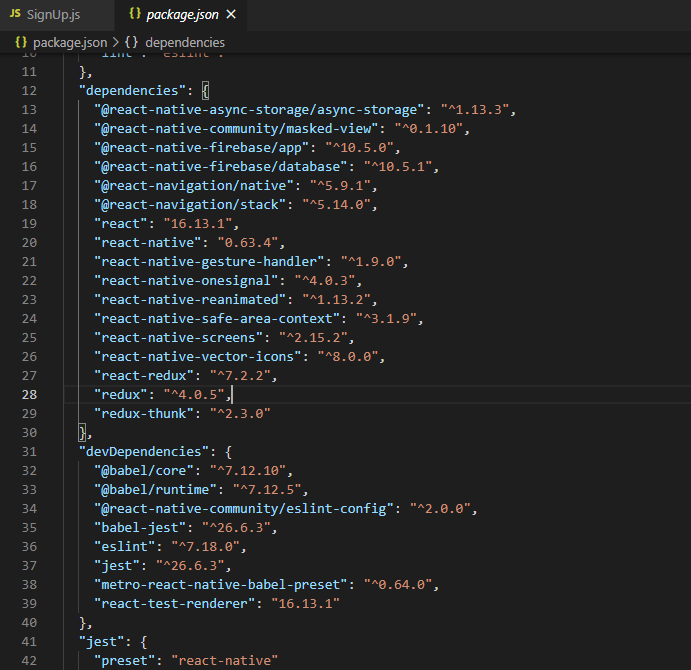 SignUp.js
package.json
package.json > dependencies
10 "lint": "eslint ."
11 },
12 "dependencies": {
13 "@react-native-async-storage/async-storage": "^1.13.3",
14 "@react-native-community/masked-view": "^0.1.10",
15 "@react-native-firebase/app": "^10.5.0",
16 "@react-native-firebase/database": "^10.5.1",
17 "@react-navigation/native": "^5.9.1",
18 "@react-navigation/stack": "^5.14.0",
19 "react": "16.13.1",
20 "react-native": "0.63.4",
21 "react-native-gesture-handler": "^1.9.0",
22 "react-native-onesignal": "^4.0.3",
23 "react-native-reanimated": "^1.13.2",
24 "react-native-safe-area-context": "^3.1.9",
25 "react-native-screens": "^2.15.2",
26 "react-native-vector-icons": "^8.0.0",
27 "react-redux": "^7.2.2",
28 "redux": "^4.0.5",
29 "redux-thunk": "^2.3.0"
30 },
31 "devDependencies": {
32 "@babel/core": "^7.12.10",
33 "@babel/runtime": "^7.12.5",
34 "@react-native-community/eslint-config": "^2.0.0",
35 "babel-jest": "^26.6.3",
36 "eslint": "^7.18.0",
37 "jest": "^26.6.3",
38 "metro-react-native-babel-preset": "^0.64.0",
39 "react-test-renderer": "16.13.1"
40 },
41 "jest": {
42 "preset": "react-native"